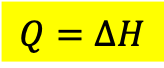 Q = ΔH